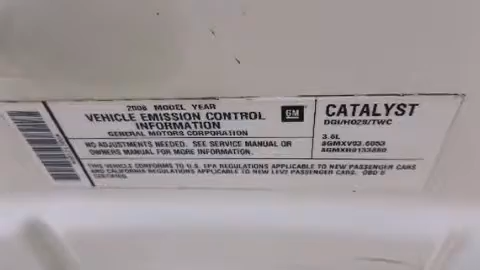 2008 MODEL YEAR
VEHICLE EMISSION CONTROL
INFORMATION
GENERAL MOTORS CORPORATION
GM
NO ADJUSTMENTS NEEDED. SEE SERVICE MANUAL OR
OWNERS MANUAL FOR MORE INFORMATION.
CATALYST
DGI/HO2S/TWC
3.6L
THIS VEHICLE CONFORMS TO U.S. EPA REGULATIONS APPLICABLE TO NEW PASSENGER CARS
AND CALIFORNIA REGULATIONS APPLICABLE TO NEW LEV2 PASSENGER CARS. OBD II
CERTIFIED.